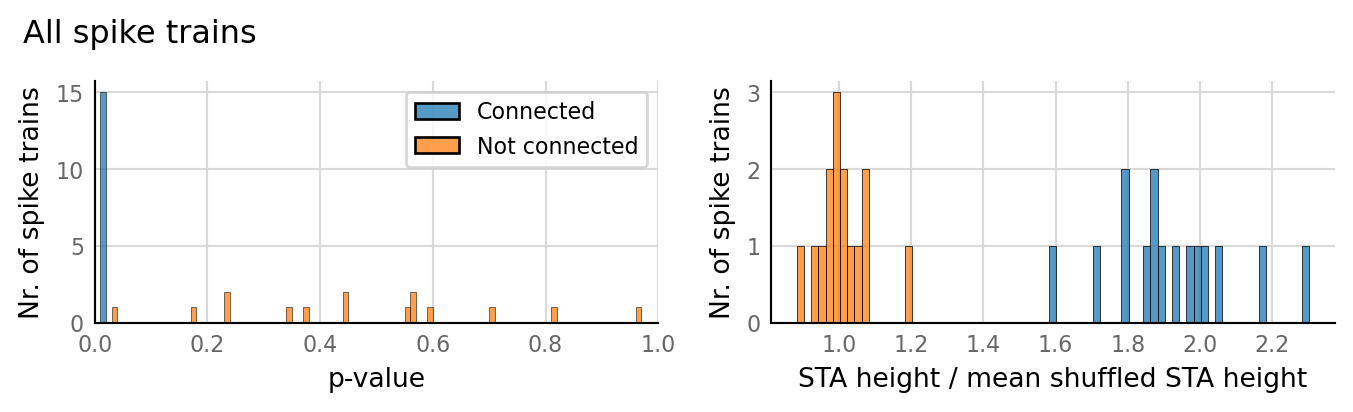 All spike trains
Nr. of spike trains
15
10
5
0
0.0 0.2 0.4 0.6 0.8 1.0
p-value
Connected
Not connected
Nr. of spike trains
3
2
1
0
1.0 1.2 1.4 1.6 1.8 2.0 2.2
STA height / mean shuffled STA height